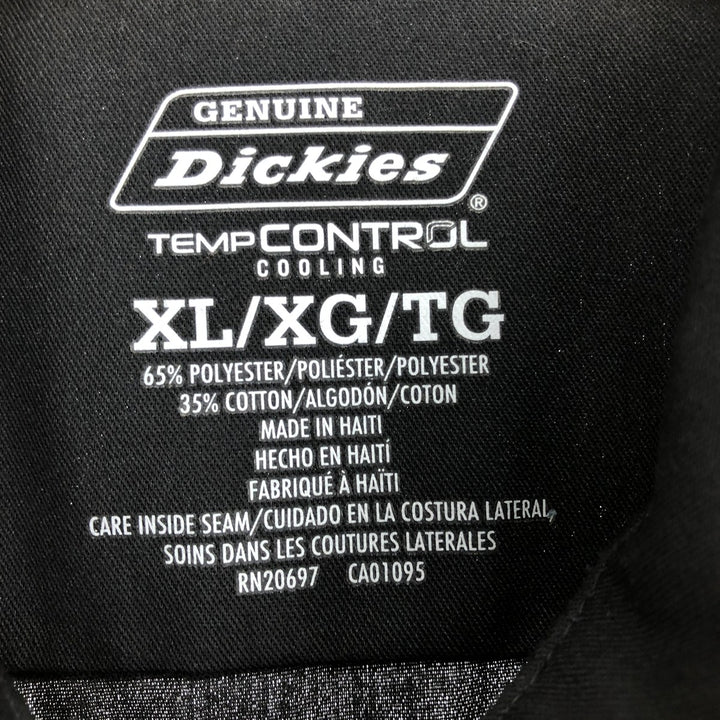 GENUINE
Dickies®
TEMPCONTROL
COOLING
XL/XG/TG
65% POLYESTER/POLIÉSTER/POLYESTER
35% COTTON/ALGODÓN/COTON
MADE IN HAITI
HECHO EN HAITÍ
FABRIQUÉ À HAÏTI
CARE INSIDE SEAM/CUIDADO EN LA COSTURA LATERAL,
SOINS DANS LES COUTURES LATERALES
RN20697 CA01095